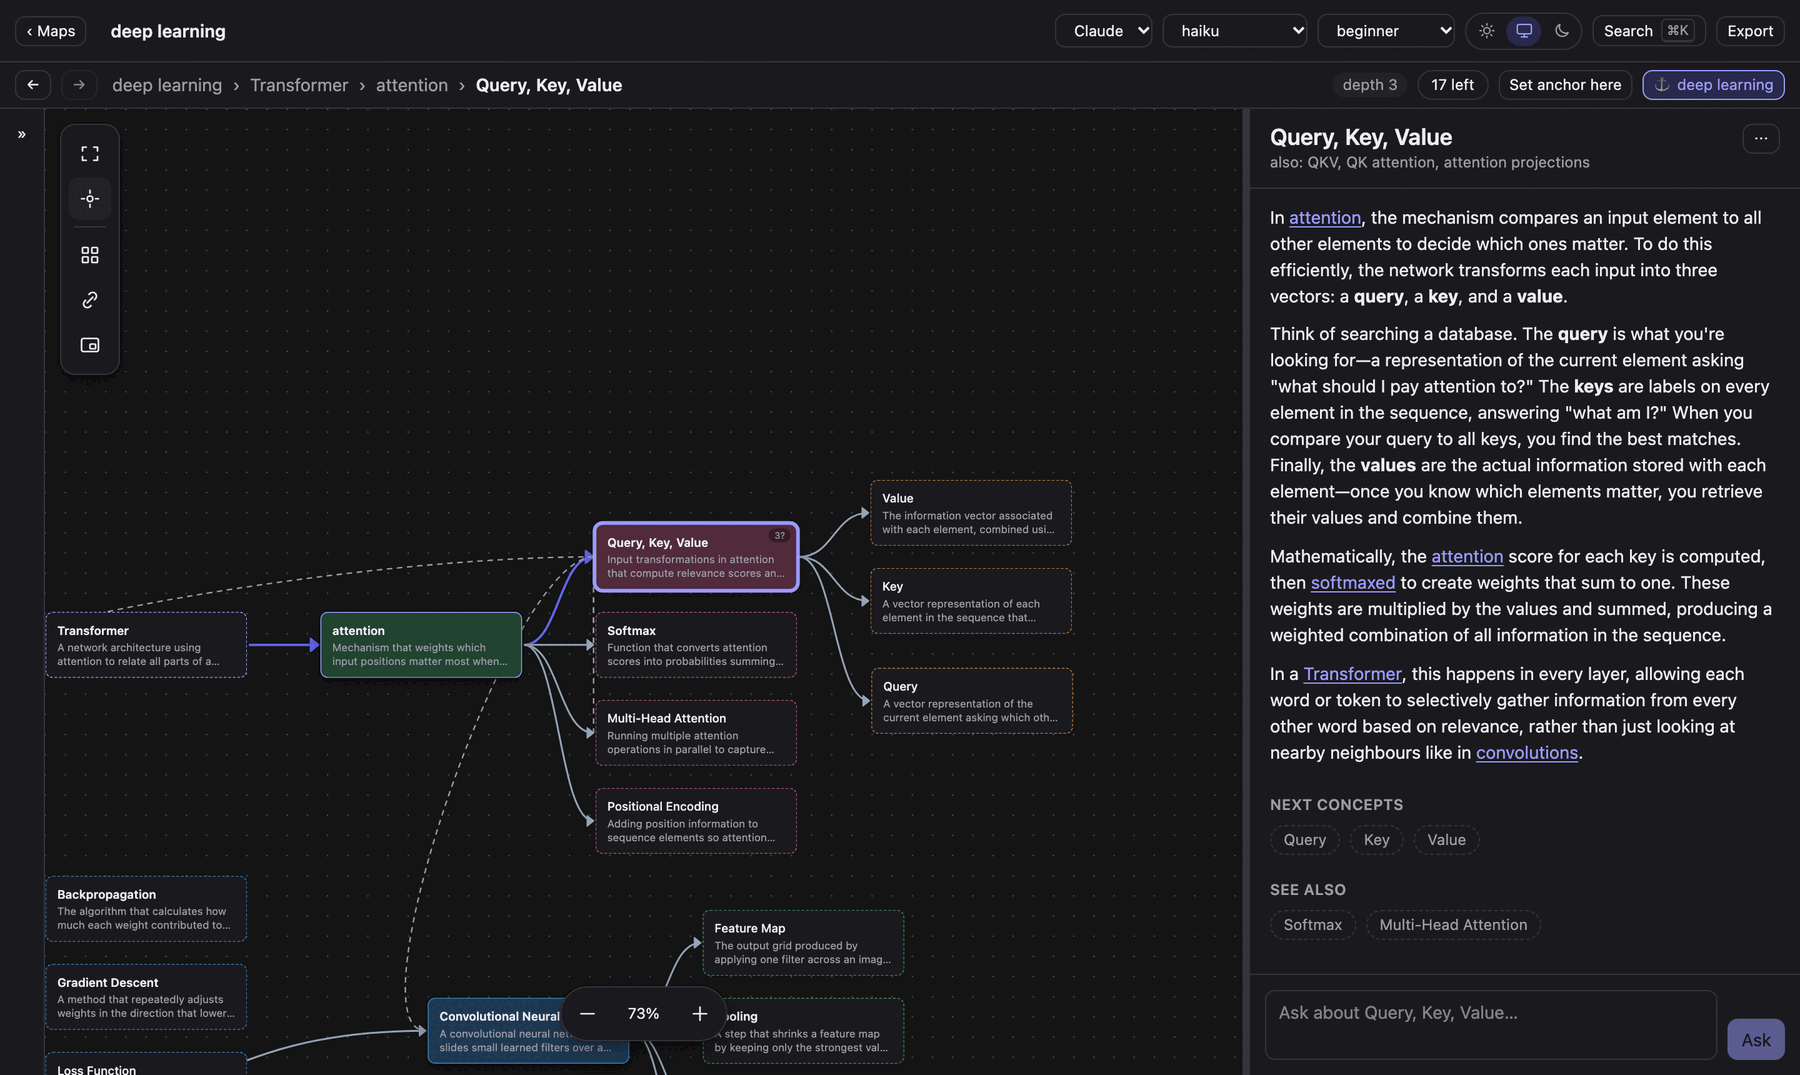 ‹ Maps
deep learning
Claude
haiku
beginner
Search ⌘K
Export
deep learning › Transformer › attention › Query, Key, Value
depth 3
17 left
Set anchor here
deep learning
»
Query, Key, Value
3?
Input transformations in attention
that compute relevance scores an...
Value
The information vector associated
with each element, combined usi...
Key
A vector representation of each
element in the sequence that...
Query
A vector representation of the
current element asking which oth...
Transformer
A network architecture using
attention to relate all parts of a...
attention
Mechanism that weights which
input positions matter most when...
Softmax
Function that converts attention
scores into probabilities summing...
Multi-Head Attention
Running multiple attention
operations in parallel to capture...
Positional Encoding
Adding position information to
sequence elements so attention...
Backpropagation
The algorithm that calculates how
much each weight contributed to...
Gradient Descent
A method that repeatedly adjusts
weights in the direction that lower...
Loss Function
Feature Map
The output grid produced by
applying one filter across an imag...
Convolutional Neural
A convolutional neural
slides small learned filters over a...
step that shrinks a feature map
by keeping only the strongest val...
73%
Query, Key, Value
...
also: QKV, QK attention, attention projections
In attention, the mechanism compares an input element to all
other elements to decide which ones matter. To do this
efficiently, the network transforms each input into three
vectors: a query, a key, and a value.
Think of searching a database. The query is what you're
looking for—a representation of the current element asking
"what should I pay attention to?" The keys are labels on every
element in the sequence, answering "what am I?" When you
compare your query to all keys, you find the best matches.
Finally, the values are the actual information stored with each
element—once you know which elements matter, you retrieve
their values and combine them.
Mathematically, the attention score for each key is computed,
then softmaxed to create weights that sum to one. These
weights are multiplied by the values and summed, producing a
weighted combination of all information in the sequence.
In a Transformer, this happens in every layer, allowing each
word or token to selectively gather information from every
other word based on relevance, rather than just looking at
nearby neighbours like in convolutions.
NEXT CONCEPTS
Query
Key
Value
SEE ALSO
Softmax
Multi-Head Attention
Ask about Query, Key, Value...
Ask